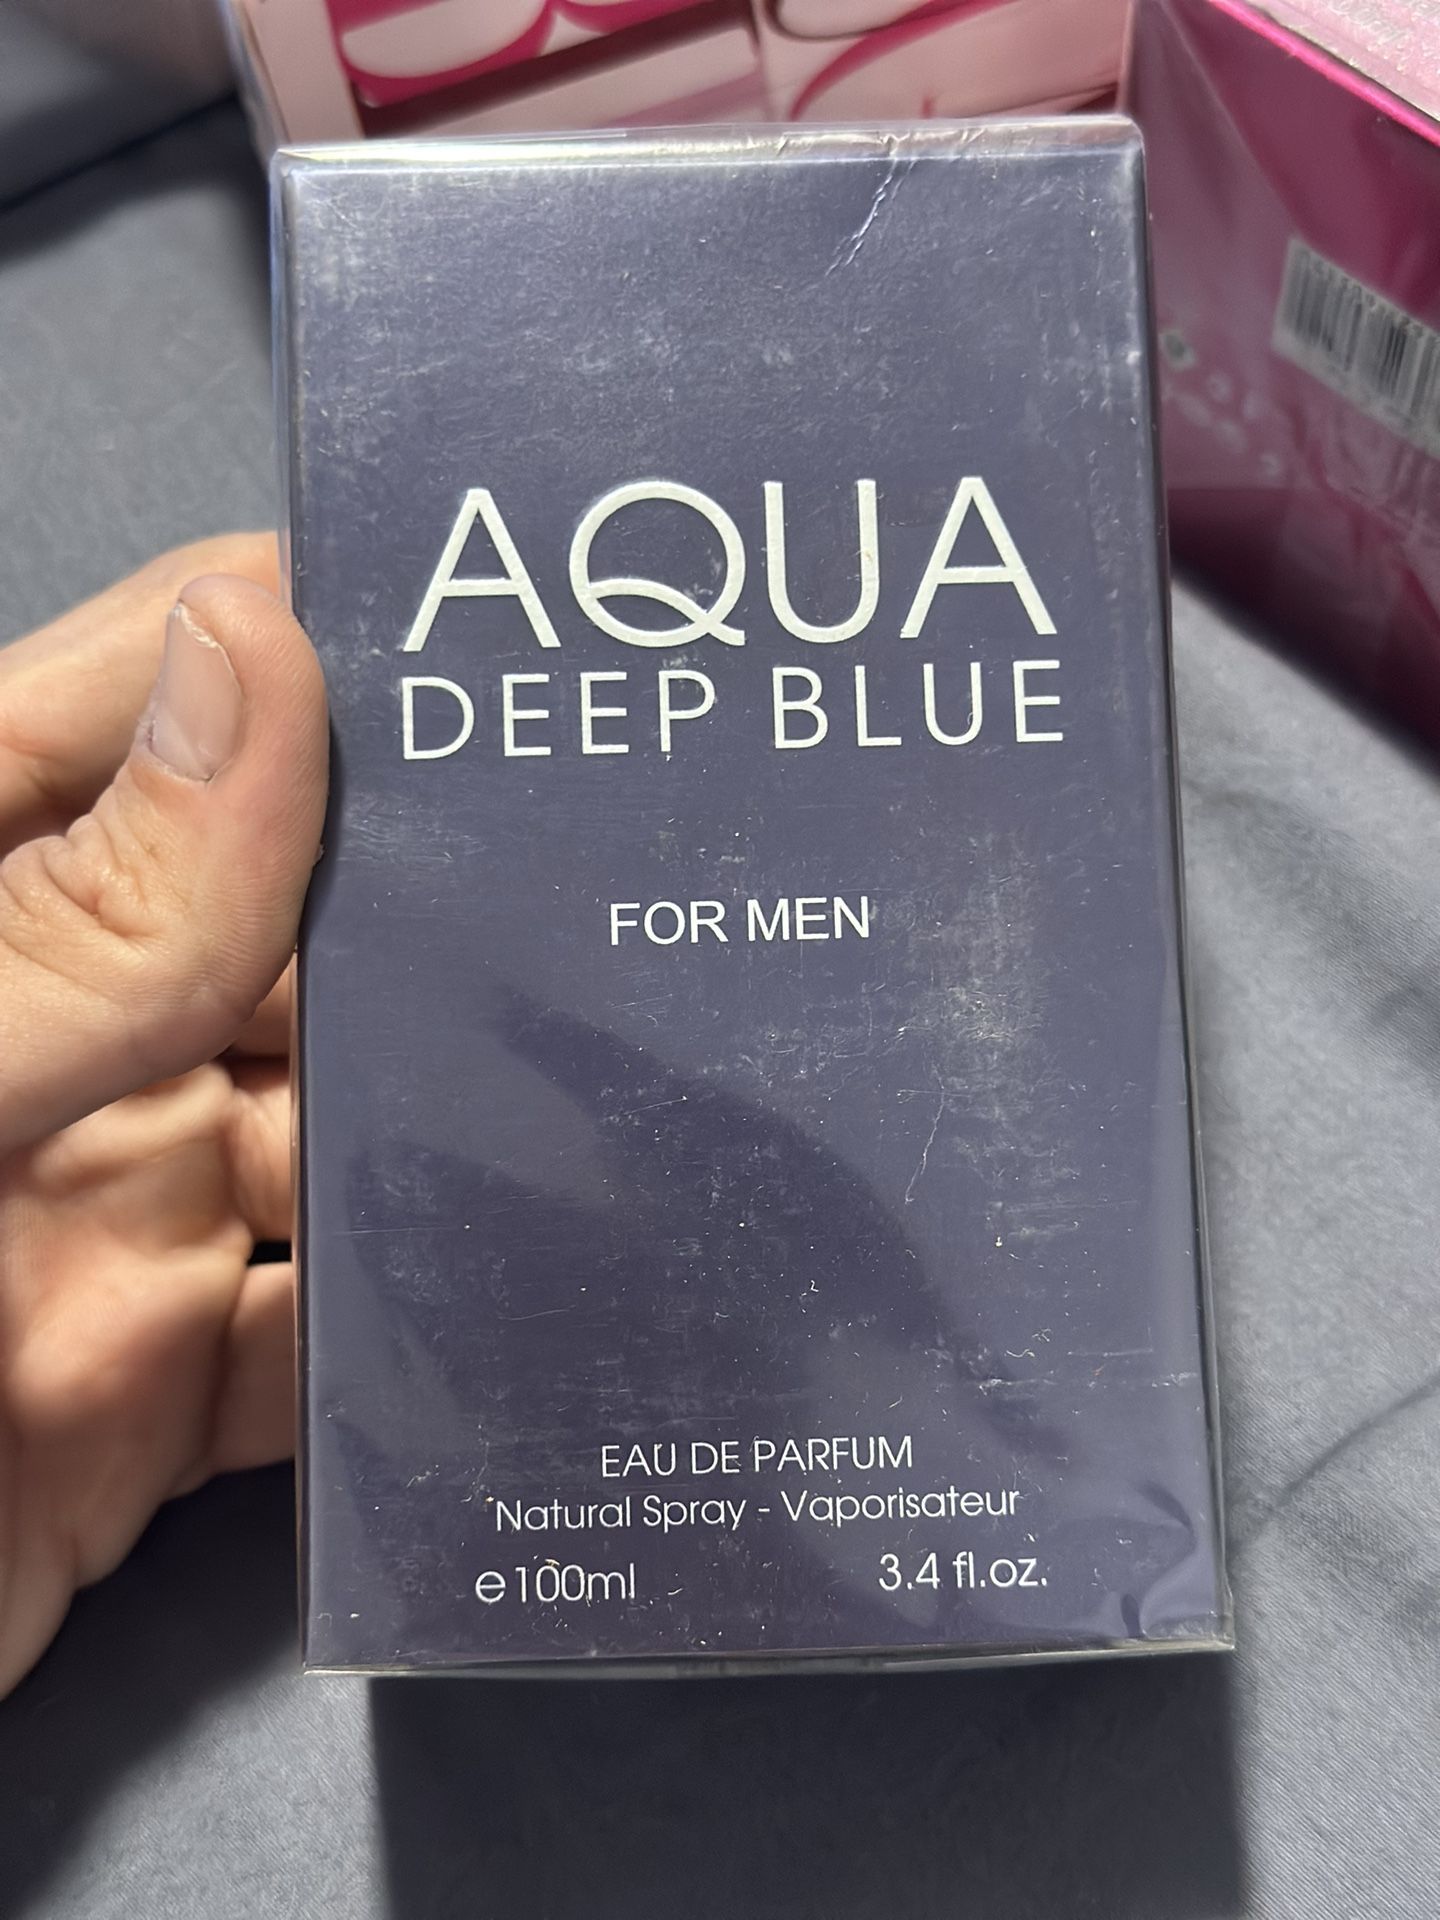 AQUA
DEEP BLUE
FOR MEN
EAU DE PARFUM
Natural Spray - Vaporisateur
e100ml
3.4 fl.oz.